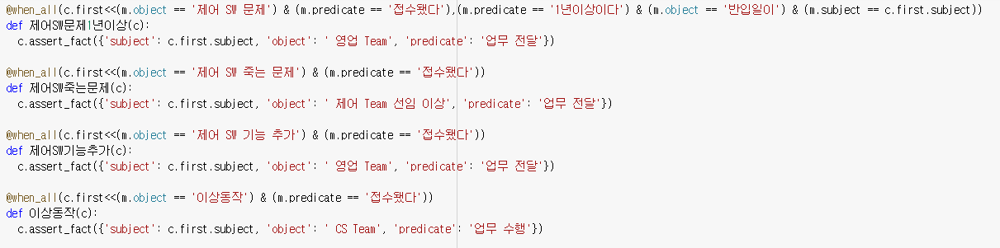 @when_all(c.first<<(m.object == '제어 SW 문제') & (m.predicate == '접수됐다'),(m.predicate == '1년이상이다') & (m.object == '반입일이') & (m.subject == c.first.subject))
def 제어SW문제1년이상(c):
  c.assert_fact({'subject': c.first.subject, 'object': ' 영업 Team', 'predicate': '업무 전달'})

@when_all(c.first<<(m.object == '제어 SW 죽는 문제') & (m.predicate == '접수됐다'))
def 제어SW죽는문제(c):
  c.assert_fact({'subject': c.first.subject, 'object': ' 제어 Team 선임 이상', 'predicate': '업무 전달'})

@when_all(c.first<<(m.object == '제어 SW 기능 추가') & (m.predicate == '접수됐다'))
def 제어SW기능추가(c):
  c.assert_fact({'subject': c.first.subject, 'object': ' 영업 Team', 'predicate': '업무 전달'})

@when_all(c.first<<(m.object == '이상동작') & (m.predicate == '접수됐다'))
def 이상동작(c):
  c.assert_fact({'subject': c.first.subject, 'object': ' CS Team', 'predicate': '업무 수행'})